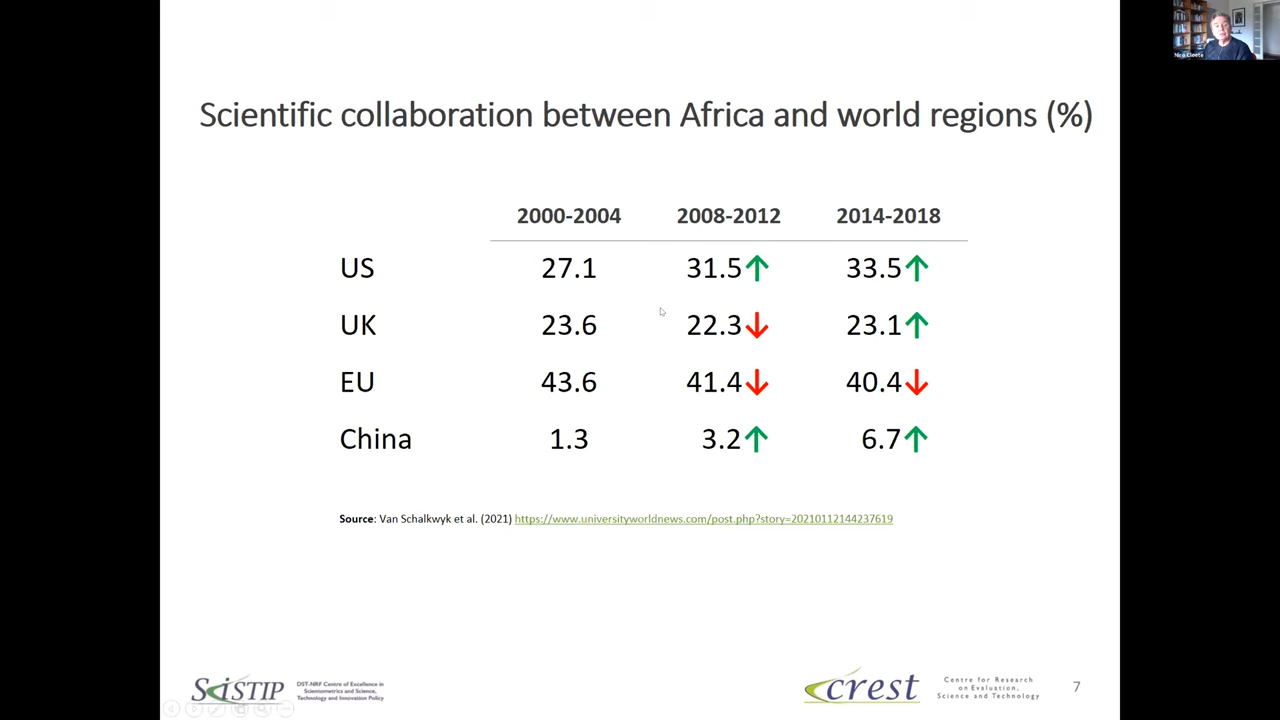 Nico Cloete
Scientific collaboration between Africa and world regions (%)
2000-2004 2008-2012 2014-2018
US 27.1 31.5↑ 33.5↑
UK 23.6 22.3↓ 23.1↑
EU 43.6 41.4↓ 40.4↓
China 1.3 3.2↑ 6.7↑
Source: Van Schalkwyk et al. (2021) https://www.universityworldnews.com/post.php?story=20210112144237619
SciSTIP
DST-NRF Centre of Excellence in
Scientometrics and Science,
Technology and Innovation Policy
crest
Centre for Research
on Evaluation,
Science and Technology
7